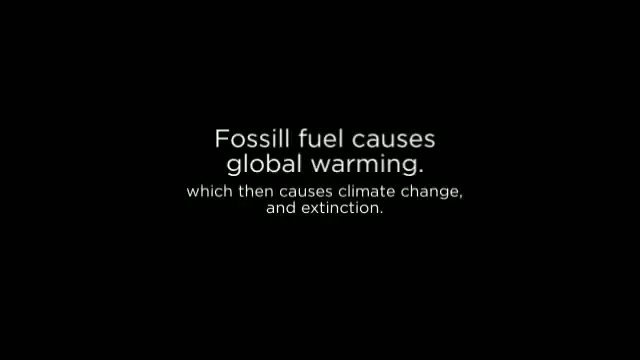 Fossill fuel causes
global warming.
which then causes climate change,
and extinction.